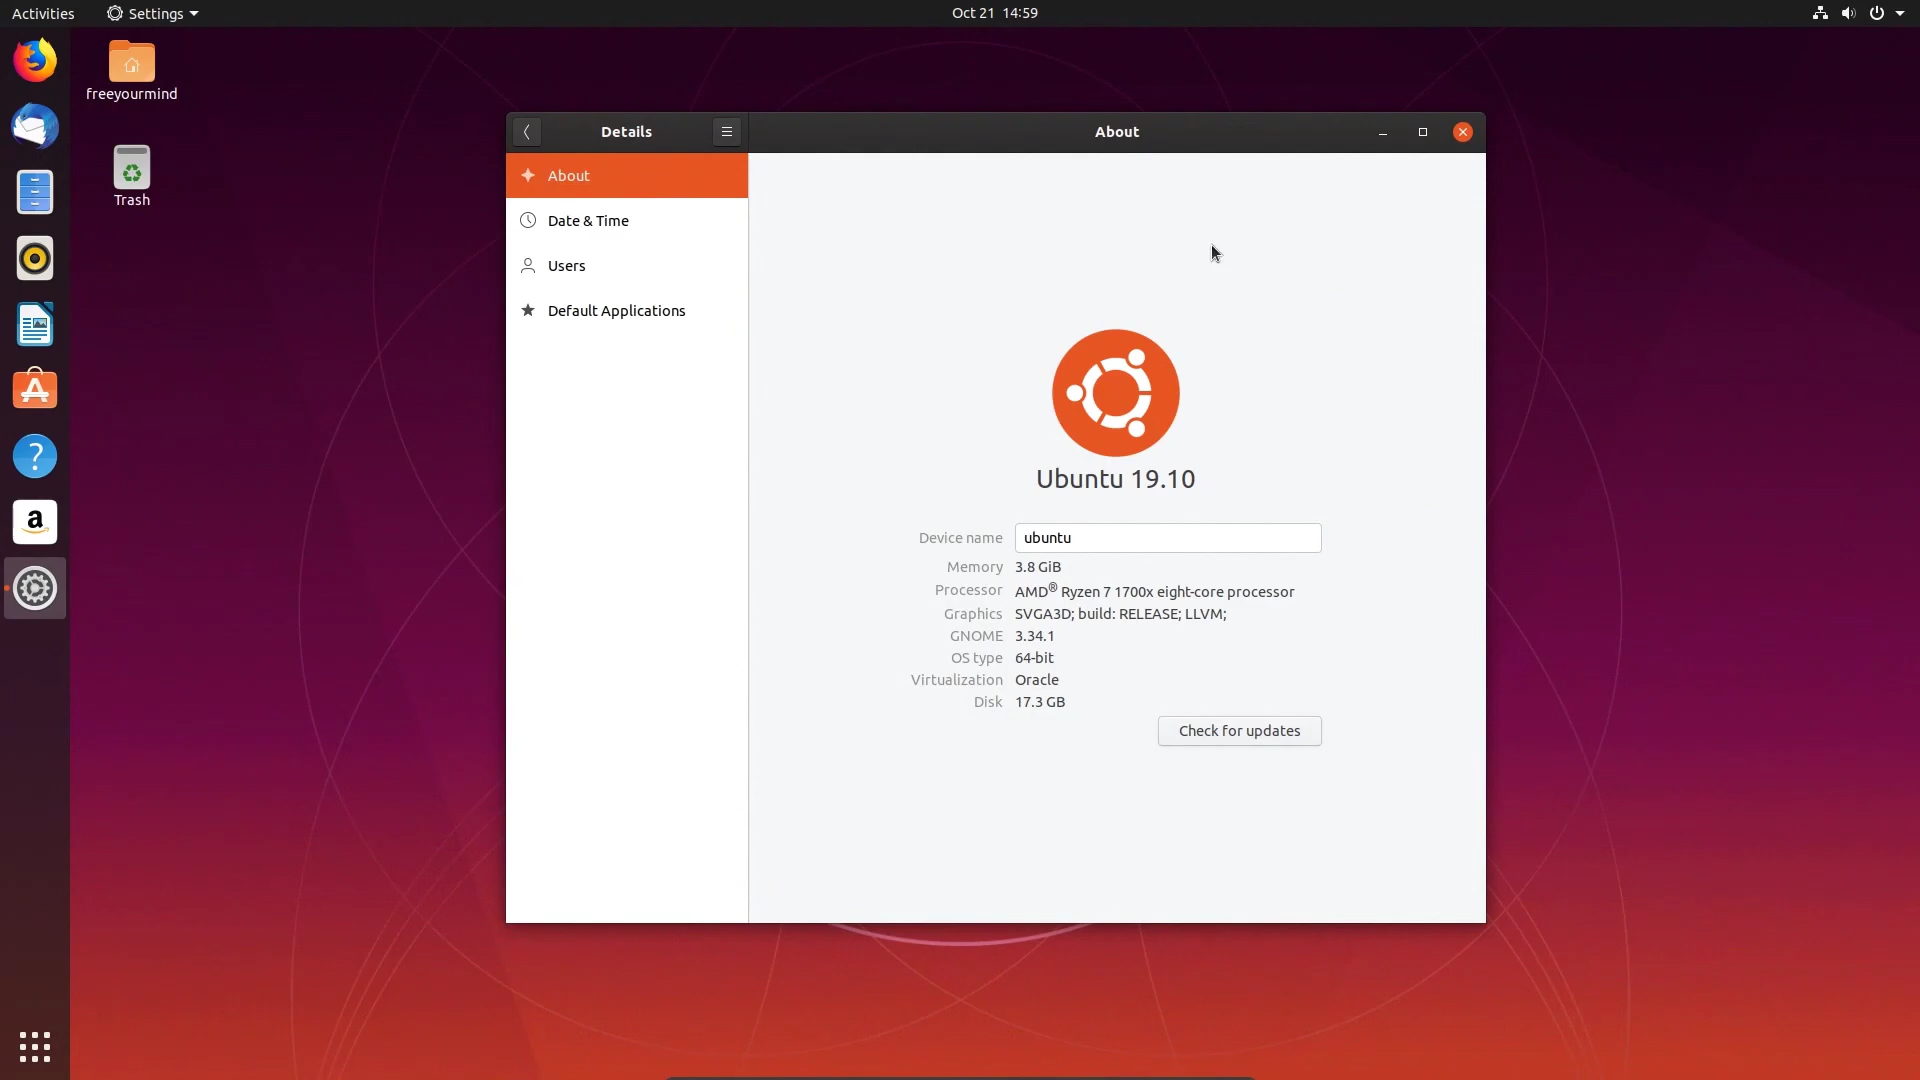 Activities
Settings
Oct 21 14:59
freeyourmind
Trash
Details
About
About
Date & Time
Users
Default Applications
Ubuntu 19.10
Device name ubuntu
Memory 3.8 GiB
Processor AMD® Ryzen 7 1700x eight-core processor
Graphics SVGA3D; build: RELEASE; LLVM;
GNOME 3.34.1
OS type 64-bit
Virtualization Oracle
Disk 17.3 GB
Check for updates
?
a